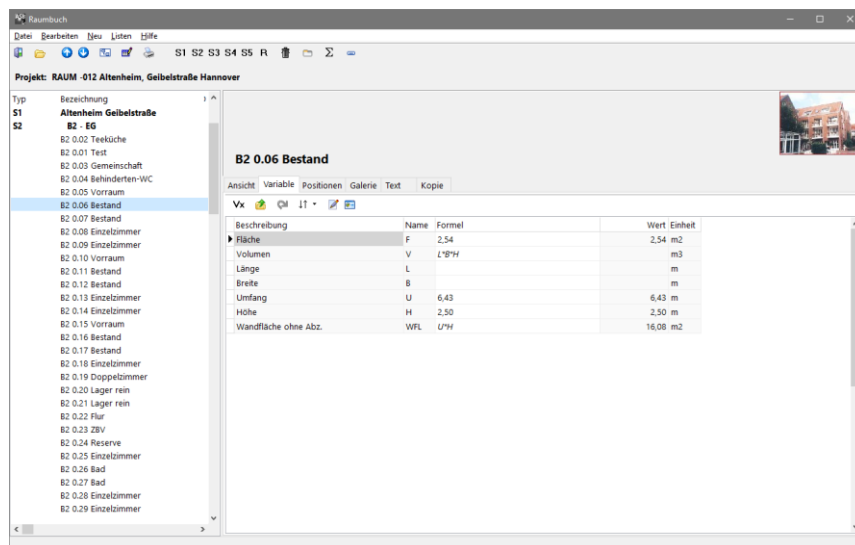 Raumbuch
Datei Bearbeiten Neu Listen Hilfe
S1 S2 S3 S4 S5 R Σ
Projekt: RAUM -012 Altenheim, Geibelstraße Hannover
Typ Bezeichnung
S1 Altenheim Geibelstraße
S2 B2 - EG
B2 0.02 Teeküche
B2 0.01 Test
B2 0.03 Gemeinschaft
B2 0.04 Behinderten-WC
B2 0.05 Vorraum
B2 0.06 Bestand
B2 0.07 Bestand
B2 0.08 Einzelzimmer
B2 0.09 Einzelzimmer
B2 0.10 Vorraum
B2 0.11 Bestand
B2 0.12 Bestand
B2 0.13 Einzelzimmer
B2 0.14 Einzelzimmer
B2 0.15 Vorraum
B2 0.16 Bestand
B2 0.17 Bestand
B2 0.18 Einzelzimmer
B2 0.19 Doppelzimmer
B2 0.20 Lager rein
B2 0.21 Lager rein
B2 0.22 Flur
B2 0.23 ZBV
B2 0.24 Reserve
B2 0.25 Einzelzimmer
B2 0.26 Bad
B2 0.27 Bad
B2 0.28 Einzelzimmer
B2 0.29 Einzelzimmer
B2 0.06 Bestand
Ansicht Variable Positionen Galerie Text Kopie
Vx
Beschreibung Name Formel Wert Einheit
Fläche F 2,54 2,54 m2
Volumen V L*B*H m3
Länge L m
Breite B m
Umfang U 6,43 6,43 m
Höhe H 2,50 2,50 m
Wandfläche ohne Abz. WFL U*H 16,08 m2